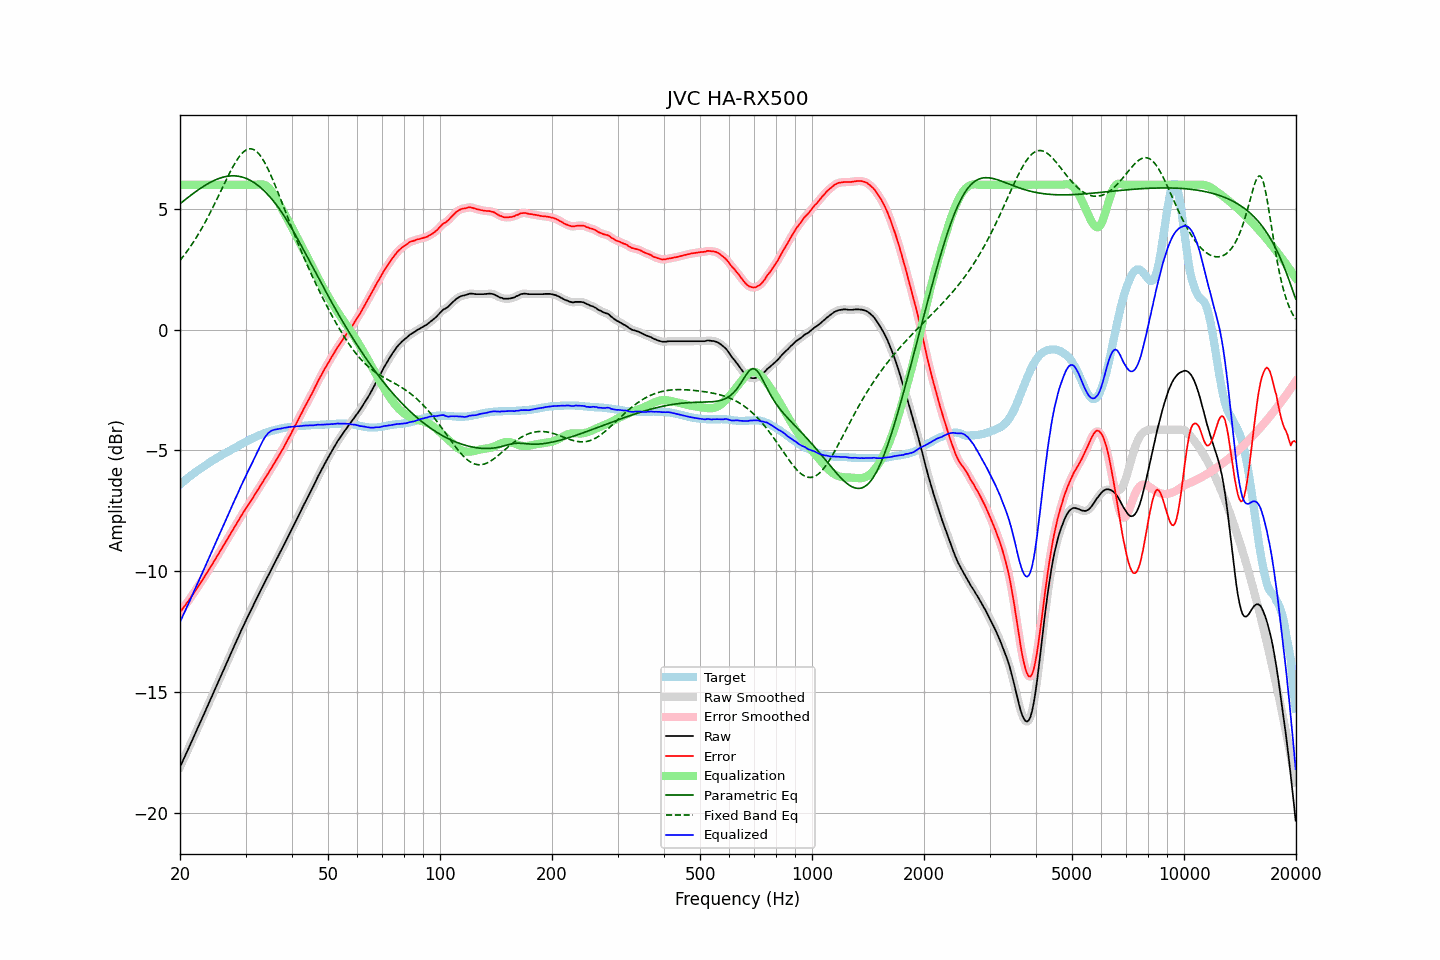 JVC HA-RX500
Amplitude (dBr)
5
0
−5
−10
−15
−20
Target
Raw Smoothed
Error Smoothed
Raw
Error
Equalization
Parametric Eq
Fixed Band Eq
Equalized
20 50 100 200 500 1000 2000 5000 10000 20000
Frequency (Hz)